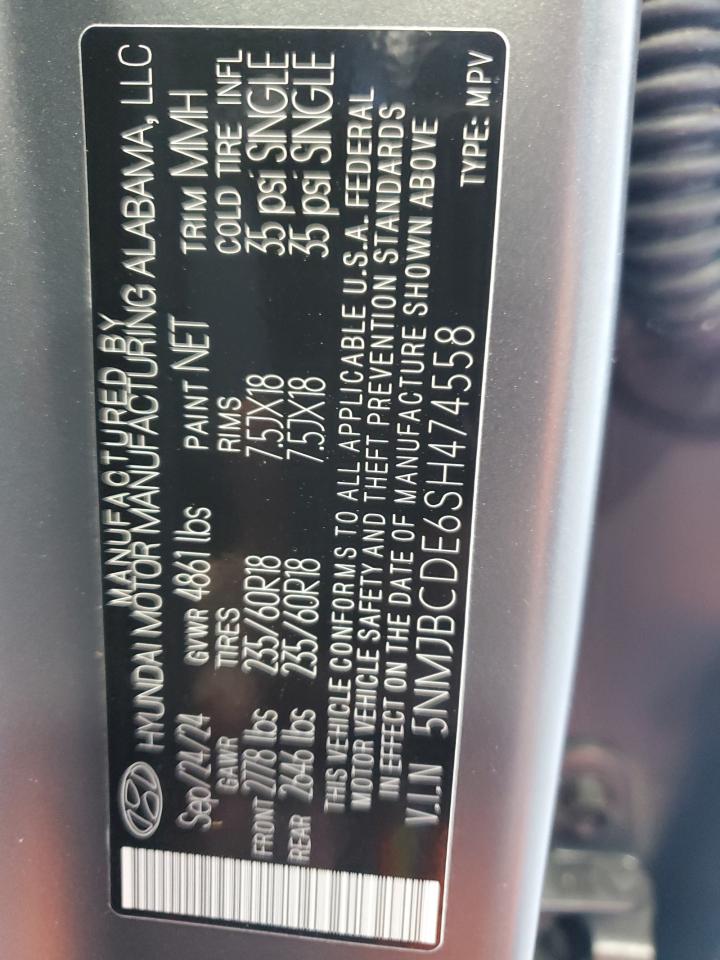 MANUFACTURED BY
HYUNDAI MOTOR MANUFACTURING ALABAMA, LLC
Sep/24/24 GVWR 4861 lbs PAINT NET TRIM MMH
GAWR TIRES RIMS COLD TIRE INFL
FRONT 2778 lbs 235/60R18 7.5JX18 35 psi SINGLE
REAR 2646 lbs 235/60R18 7.5JX18 35 psi SINGLE
THIS VEHICLE CONFORMS TO ALL APPLICABLE U.S.A. FEDERAL
MOTOR VEHICLE SAFETY AND THEFT PREVENTION STANDARDS
IN EFFECT ON THE DATE OF MANUFACTURE SHOWN ABOVE
V.I.N 5NMJBCDE6SH474558 TYPE: MPV